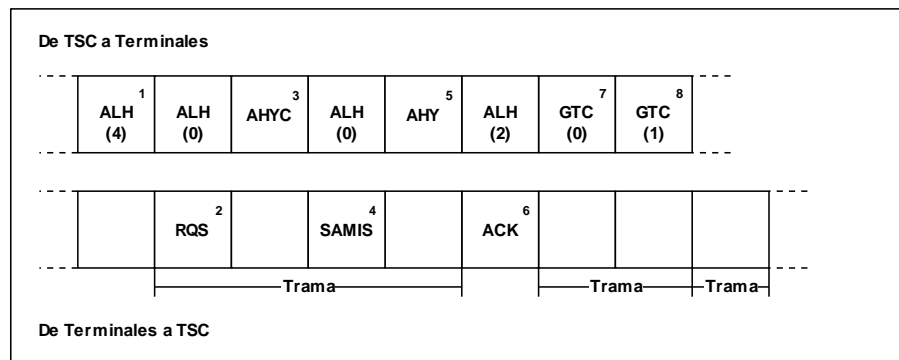 De TSC a Terminales
1 3 5 7 8
ALH ALH AHYC ALH AHY ALH GTC GTC
(4) (0) (0) (2) (0) (1)
2 4 6
RQS SAMIS ACK
Trama Trama Trama
De Terminales a TSC